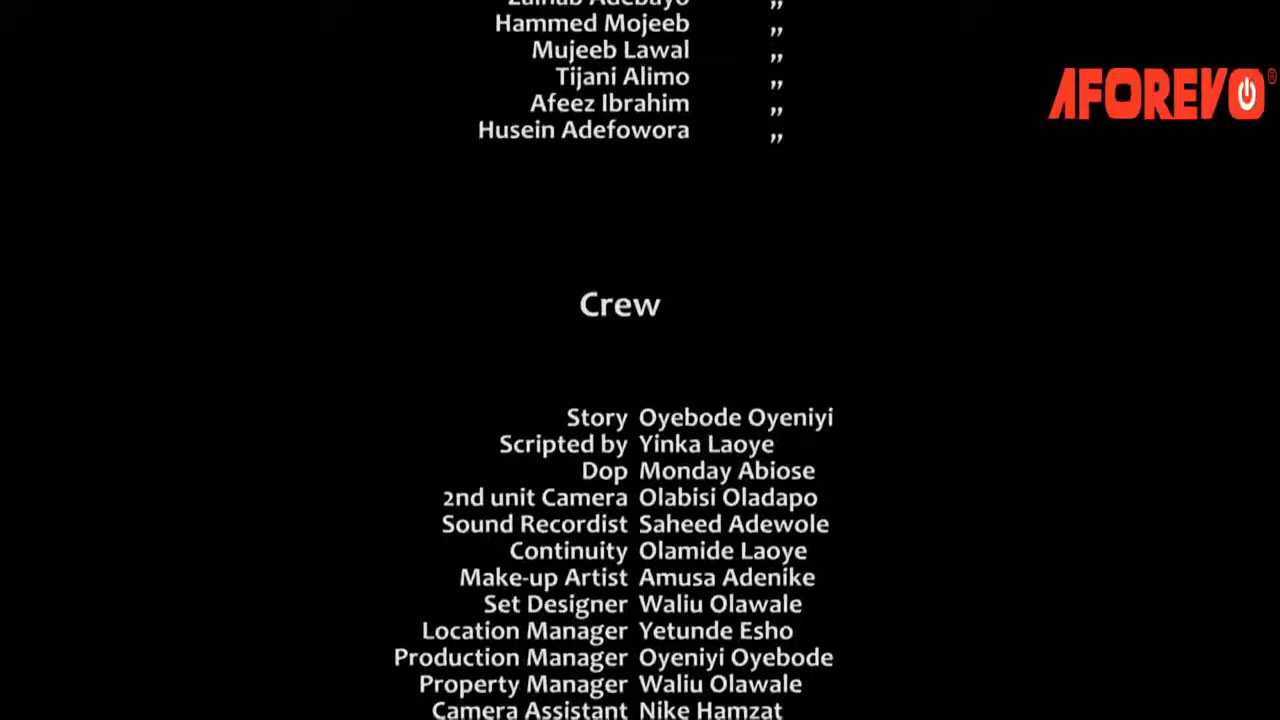 Zainab Adebayo ,,
Hammed Mojeeb ,,
Mujeeb Lawal ,,
Tijani Alimo ,,
Afeez Ibrahim ,,
Husein Adefowora ,,
AFOREVO®
Crew
Story Oyebode Oyeniyi
Scripted by Yinka Laoye
Dop Monday Abiose
2nd unit Camera Olabisi Oladapo
Sound Recordist Saheed Adewole
Continuity Olamide Laoye
Make-up Artist Amusa Adenike
Set Designer Waliu Olawale
Location Manager Yetunde Esho
Production Manager Oyeniyi Oyebode
Property Manager Waliu Olawale
Camera Assistant Nike Hamzat